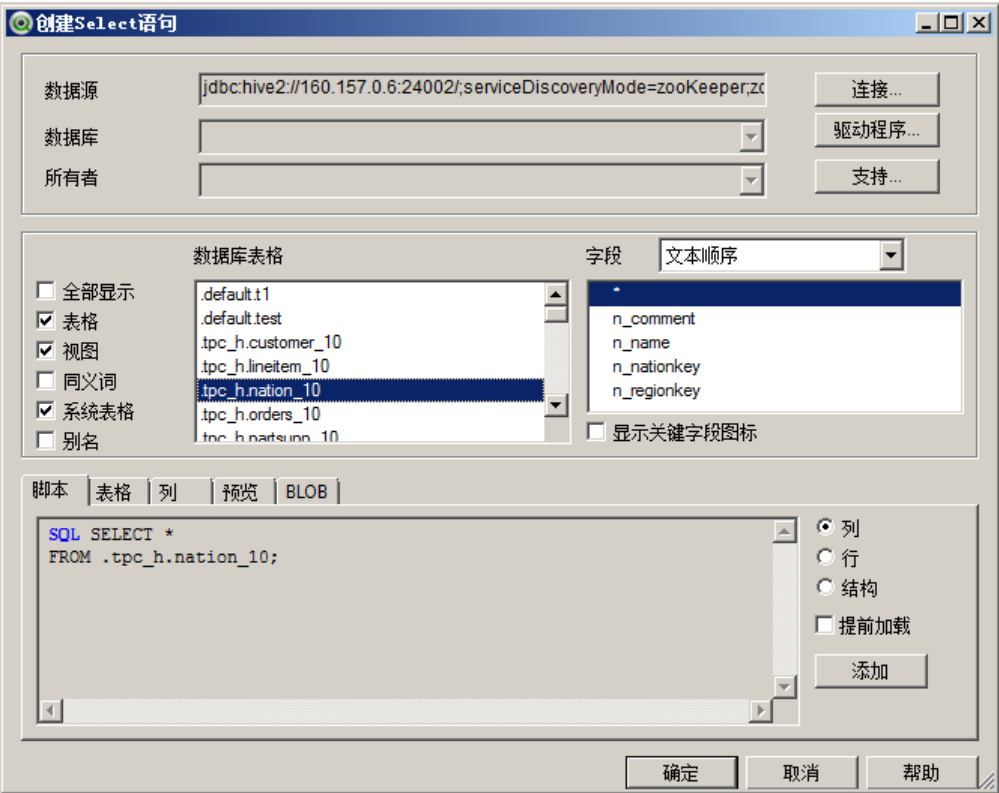 创建Select语句
数据源
jdbc:hive2://160.157.0.6:24002/;serviceDiscoveryMode=zooKeeper;zc
连接...
数据库
驱动程序...
所有者
支持...
数据库表格
字段
文本顺序
全部显示
表格
视图
同义词
系统表格
别名
.default.t1
.default.test
.tpc_h.customer_10
.tpc_h.lineitem_10
.tpc_h.nation_10
.tpc_h.orders_10
.tpc_h.partsupp_10
*
n_comment
n_name
n_nationkey
n_regionkey
显示关键字段图标
脚本 表格 列 预览 BLOB
SQL SELECT *
FROM .tpc_h.nation_10;
列
行
结构
提前加载
添加
确定 取消 帮助